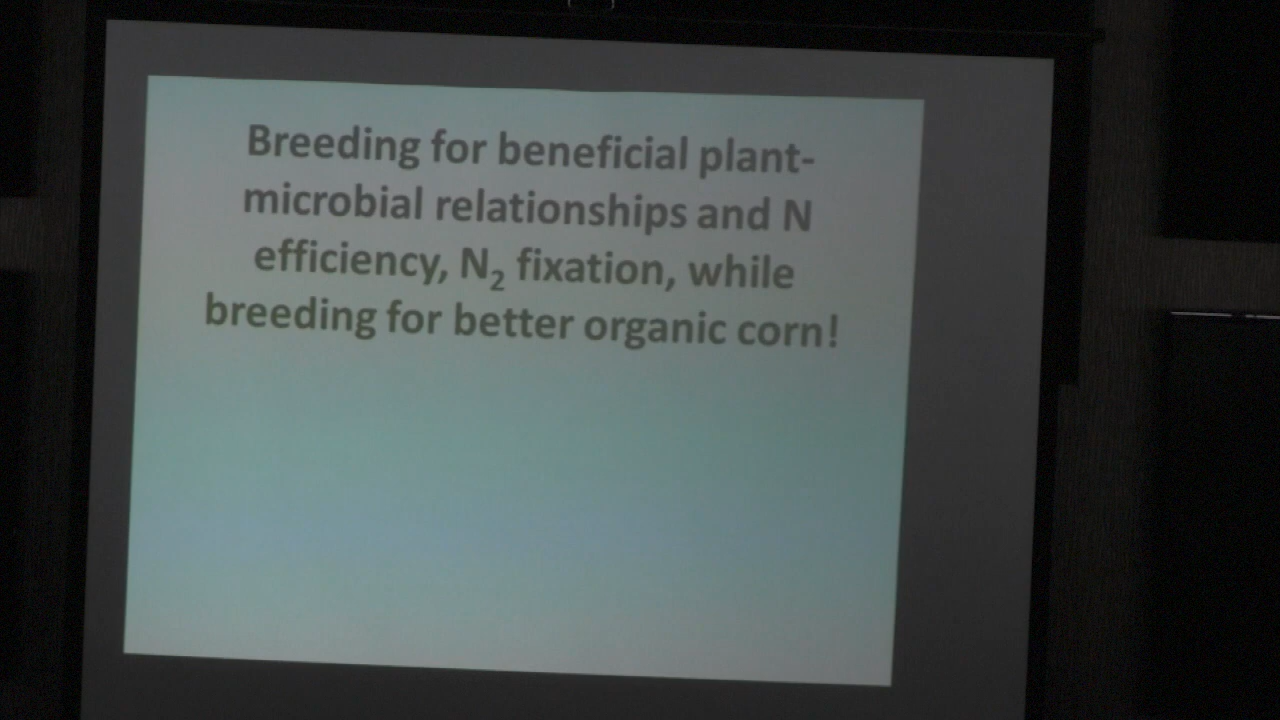 Breeding for beneficial plant-
microbial relationships and N
efficiency, N₂ fixation, while
breeding for better organic corn!